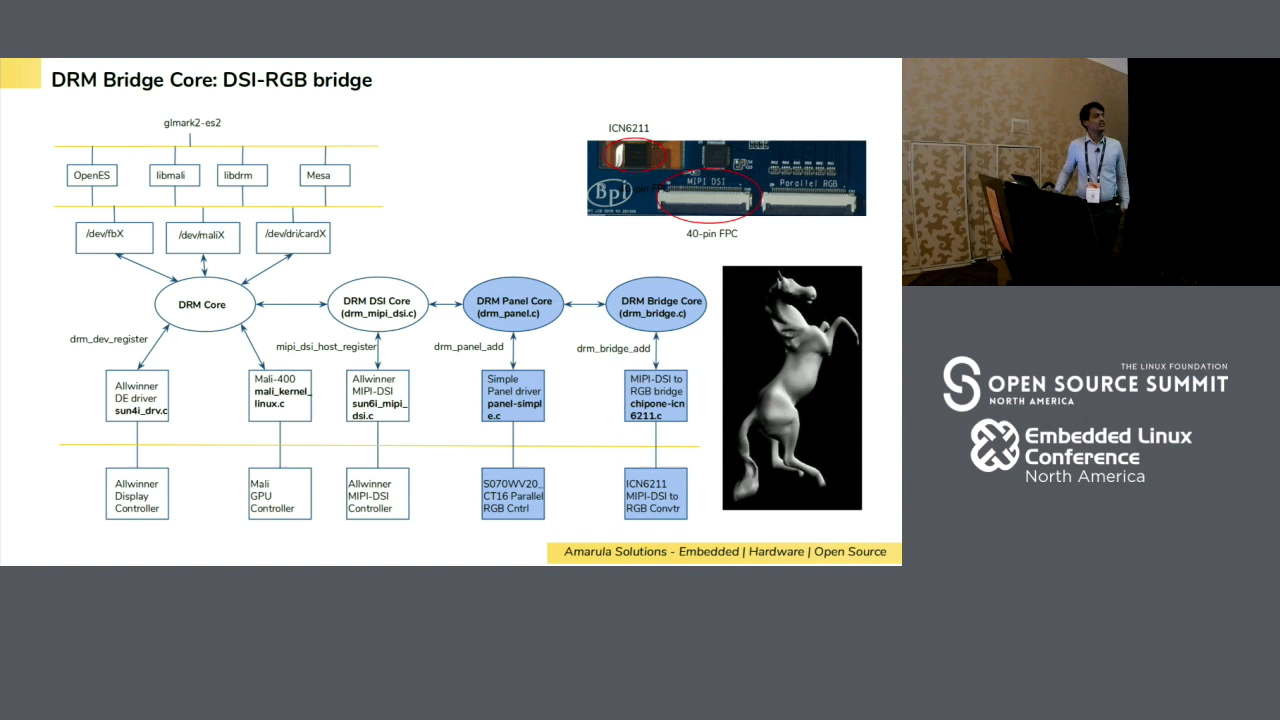 DRM Bridge Core: DSI-RGB bridge
glmark2-es2
OpenES
libmali
libdrm
Mesa
/dev/fbX
/dev/maliX
/dev/dri/cardX
DRM Core
DRM DSI Core
(drm_mipi_dsi.c)
DRM Panel Core
(drm_panel.c)
DRM Bridge Core
(drm_bridge.c)
drm_dev_register
mipi_dsi_host_register
drm_panel_add
drm_bridge_add
Allwinner
DE driver
sun4i_drv.c
Mali-400
mali_kernel_
linux.c
Allwinner
MIPI-DSI
sun6i_mipi_
dsi.c
Simple
Panel driver
panel-simpl
e.c
MIPI-DSI to
RGB bridge
chipone-icn
6211.c
Allwinner
Display
Controller
Mali
GPU
Controller
Allwinner
MIPI-DSI
Controller
S070WV20_
CT16 Parallel
RGB Cntrl
ICN6211
MIPI-DSI to
RGB Convtr
ICN6211
MIPI DSI
Parallel RGB
Bpi
40-pin FPC
Amarula Solutions - Embedded | Hardware | Open Source
THE LINUX FOUNDATION
OPEN SOURCE SUMMIT
NORTH AMERICA
Embedded Linux
Conference
North America